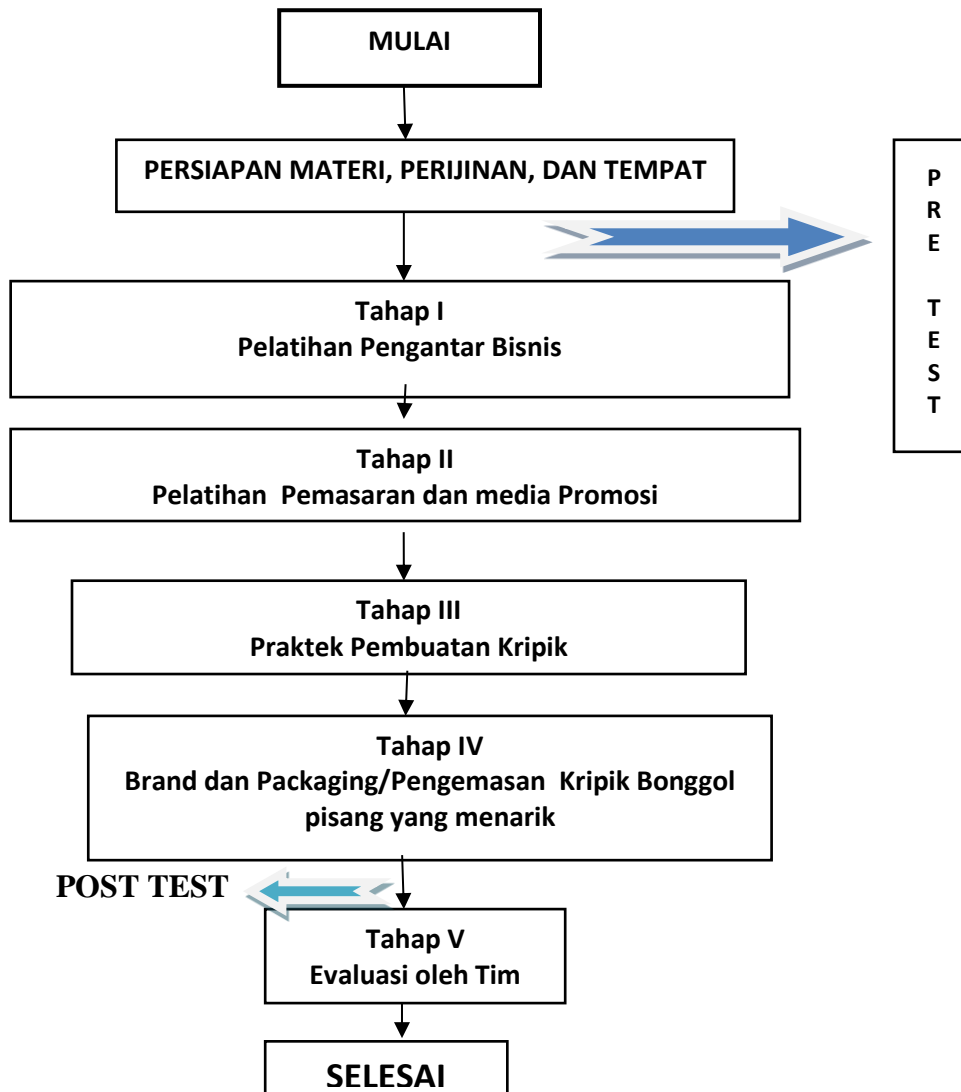 MULAI
PERSIAPAN MATERI, PERIJINAN, DAN TEMPAT
P
R
E
T
E
S
T
Tahap I
Pelatihan Pengantar Bisnis
Tahap II
Pelatihan Pemasaran dan media Promosi
Tahap III
Praktek Pembuatan Kripik
Tahap IV
Brand dan Packaging/Pengemasan Kripik Bonggol
pisang yang menarik
POST TEST
Tahap V
Evaluasi oleh Tim
SELESAI